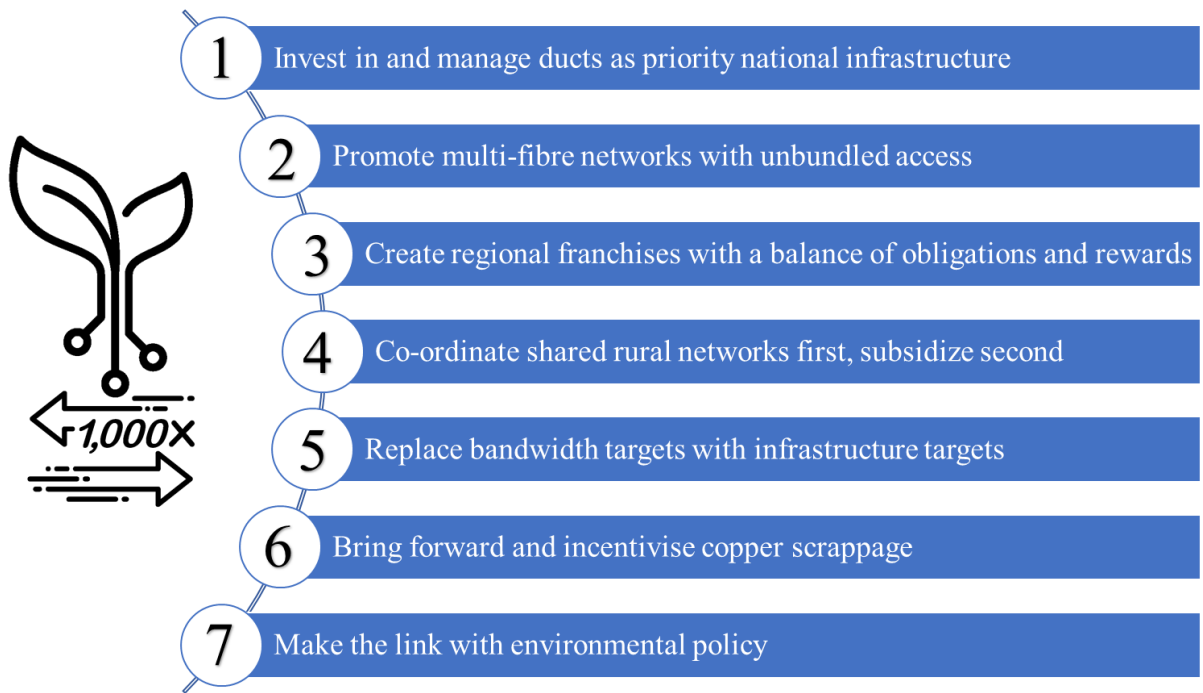 1
Invest in and manage ducts as priority national infrastructure
2
Promote multi-fibre networks with unbundled access
3
Create regional franchises with a balance of obligations and rewards
4
Co-ordinate shared rural networks first, subsidize second
5
Replace bandwidth targets with infrastructure targets
6
Bring forward and incentivise copper scrappage
7
Make the link with environmental policy
1,000X